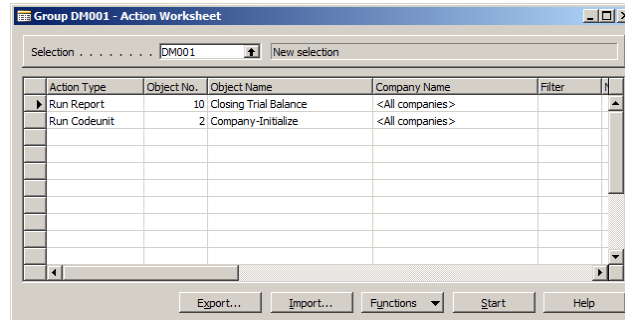 Group DM001 - Action Worksheet
Selection . . . . . . . . DM001 New selection
Action Type Object No. Object Name Company Name Filter
Run Report 10 Closing Trial Balance <All companies>
Run Codeunit 2 Company-Initialize <All companies>
Export... Import... Functions Start Help